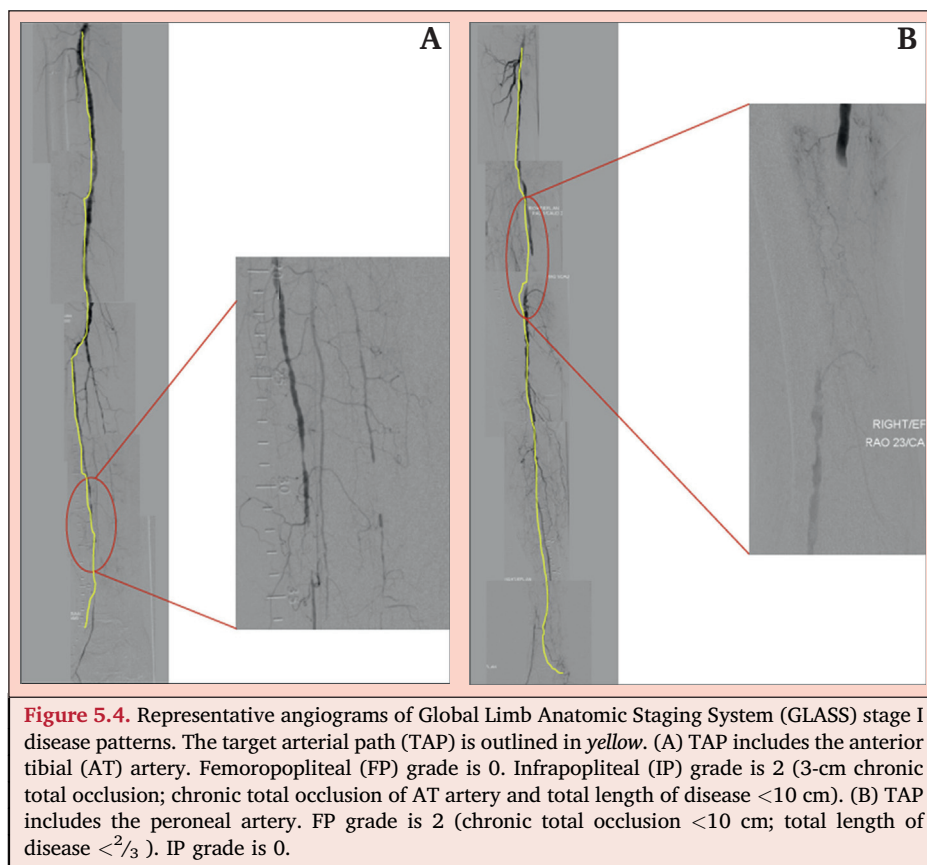 A
B
RIGHT/EF
RAO 23/CA
30
Figure 5.4. Representative angiograms of Global Limb Anatomic Staging System (GLASS) stage I
disease patterns. The target arterial path (TAP) is outlined in yellow. (A) TAP includes the anterior
tibial (AT) artery. Femoropopliteal (FP) grade is 0. Infrapopliteal (IP) grade is 2 (3-cm chronic
total occlusion; chronic total occlusion of AT artery and total length of disease <10 cm). (B) TAP
includes the peroneal artery. FP grade is 2 (chronic total occlusion <10 cm; total length of
disease <2/3 ). IP grade is 0.